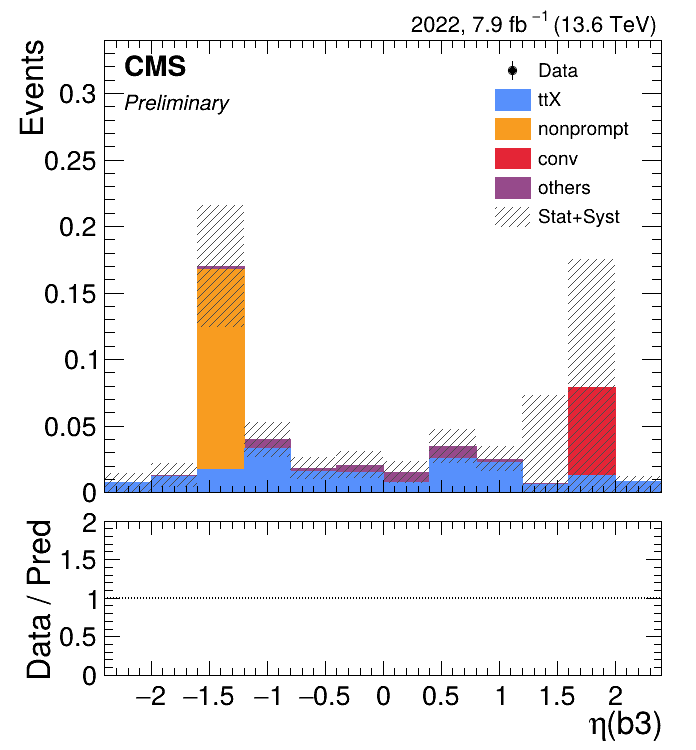 2022, 7.9 fb⁻¹ (13.6 TeV)
CMS
Preliminary
Data
ttX
nonprompt
conv
others
Stat+Syst
Events
0.3
0.25
0.2
0.15
0.1
0.05
0
Data / Pred
2
1.5
1
0.5
0
−2 −1.5 −1 −0.5 0 0.5 1 1.5 2
η(b3)